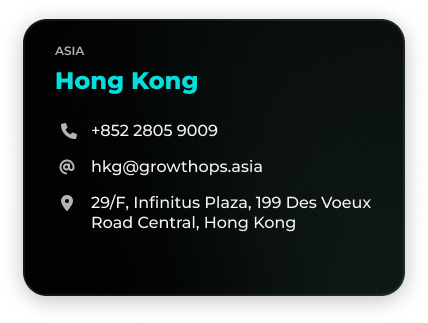 ASIA
Hong Kong
+852 2805 9009
hkg@growthops.asia
29/F, Infinitus Plaza, 199 Des Voeux
Road Central, Hong Kong